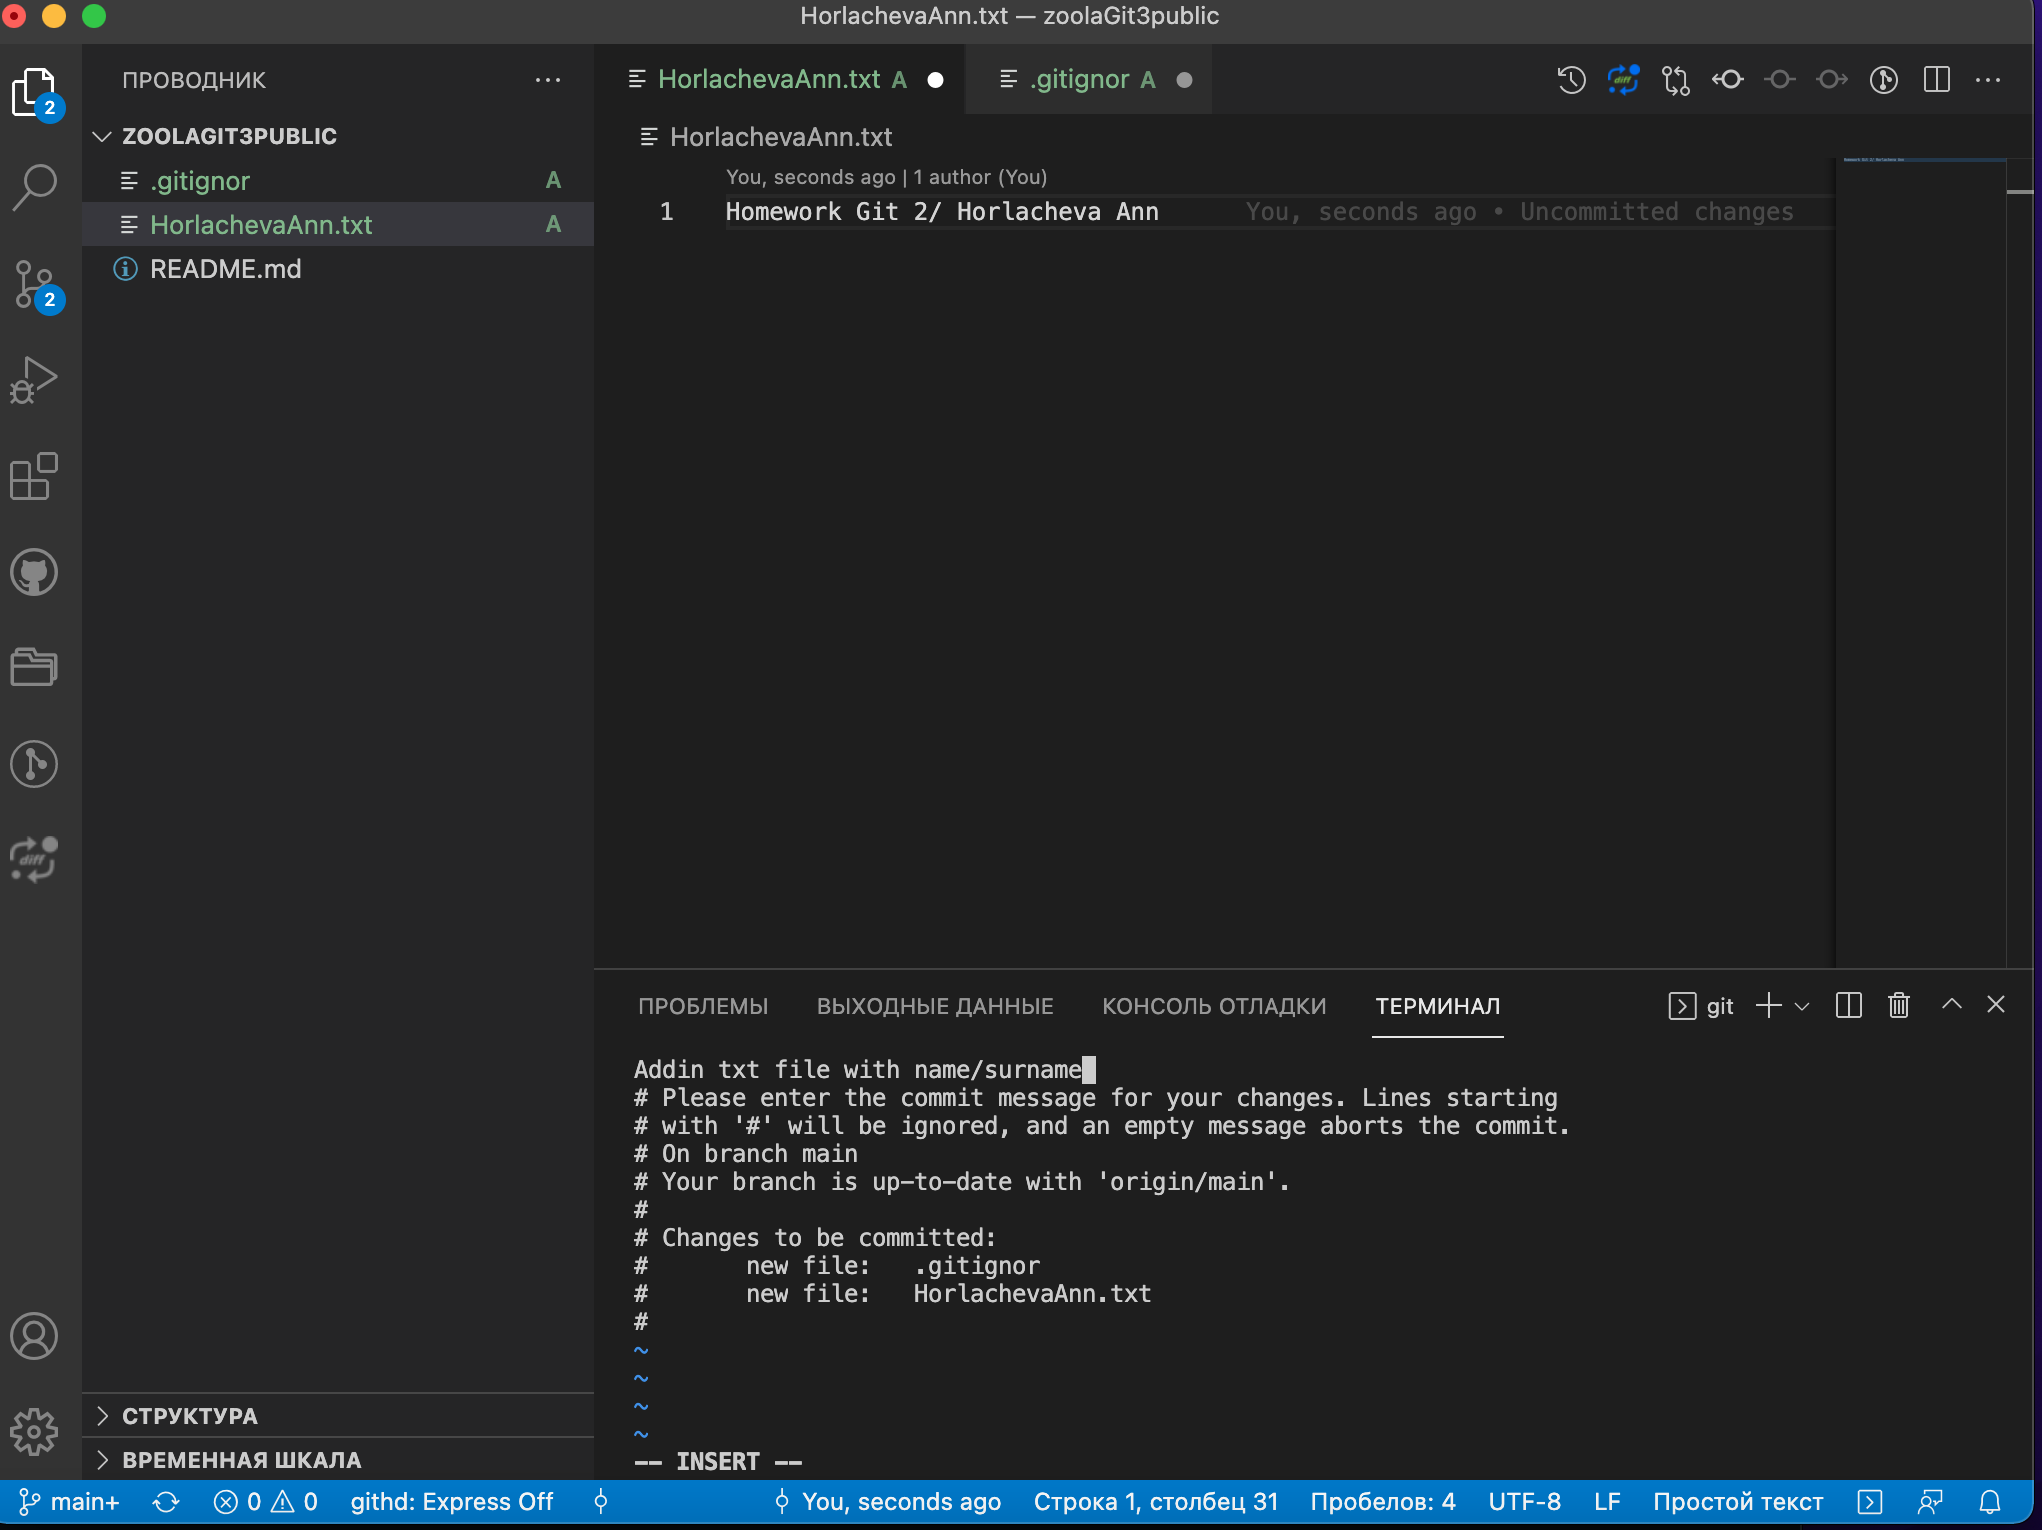 HorlachevaAnn.txt — zoolaGit3public
ПРОВОДНИК
HorlachevaAnn.txt A
.gitignor A
2
ZOOLAGIT3PUBLIC
HorlachevaAnn.txt
.gitignor A
You, seconds ago | 1 author (You)
1 Homework Git 2/ Horlacheva Ann You, seconds ago • Uncommitted changes
HorlachevaAnn.txt A
README.md
2
diff
ПРОБЛЕМЫ ВЫХОДНЫЕ ДАННЫЕ КОНСОЛЬ ОТЛАДКИ ТЕРМИНАЛ git
Addin txt file with name/surname
# Please enter the commit message for your changes. Lines starting
# with '#' will be ignored, and an empty message aborts the commit.
# On branch main
# Your branch is up-to-date with 'origin/main'.
#
# Changes to be committed:
# new file: .gitignor
# new file: HorlachevaAnn.txt
#
~
~
~
~
-- INSERT --
СТРУКТУРА
ВРЕМЕННАЯ ШКАЛА
main+ 0 0 githd: Express Off You, seconds ago Строка 1, столбец 31 Пробелов: 4 UTF-8 LF Простой текст